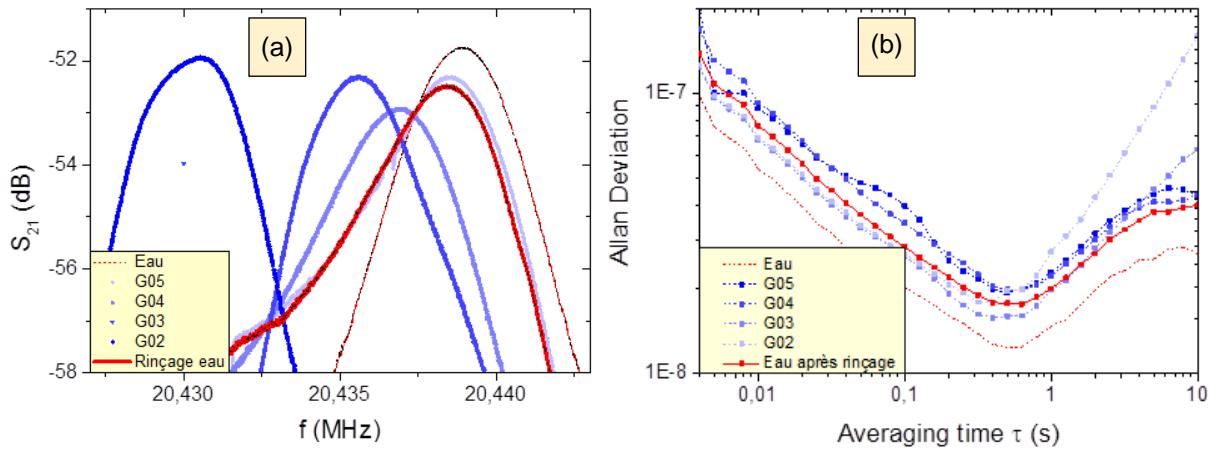 (a)
-52
-54
-56
-58
S21 (dB)
Eau
G05
G04
G03
G02
Rinçage eau
20,430
20,435
20,440
f (MHz)
(b)
1E-7
1E-8
Allan Deviation
Eau
G05
G04
G03
G02
Eau après rinçage
0,01
0,1
1
10
Averaging time τ (s)